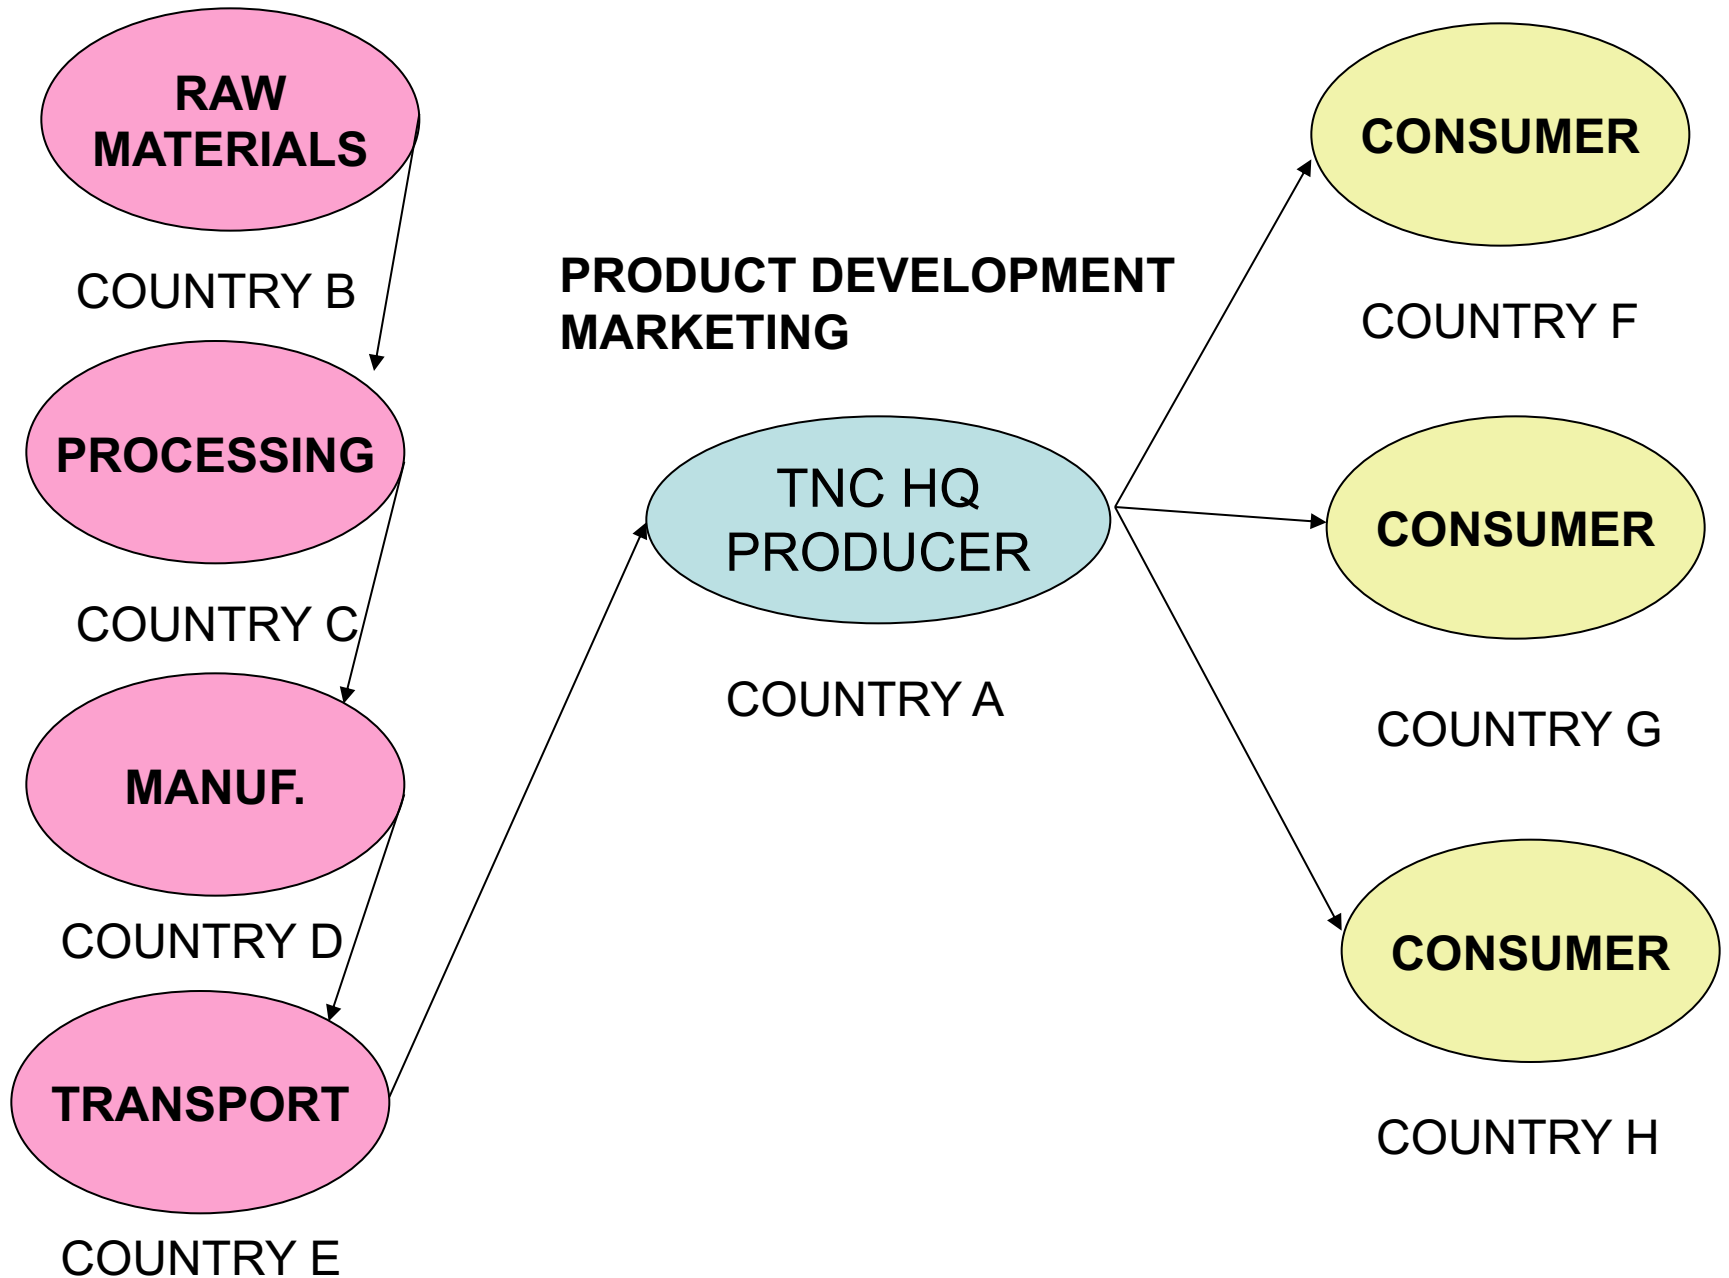 RAW
MATERIALS
COUNTRY B
PROCESSING
COUNTRY C
MANUF.
COUNTRY D
TRANSPORT
COUNTRY E
PRODUCT DEVELOPMENT
MARKETING
TNC HQ
PRODUCER
COUNTRY A
CONSUMER
COUNTRY F
CONSUMER
COUNTRY G
CONSUMER
COUNTRY H